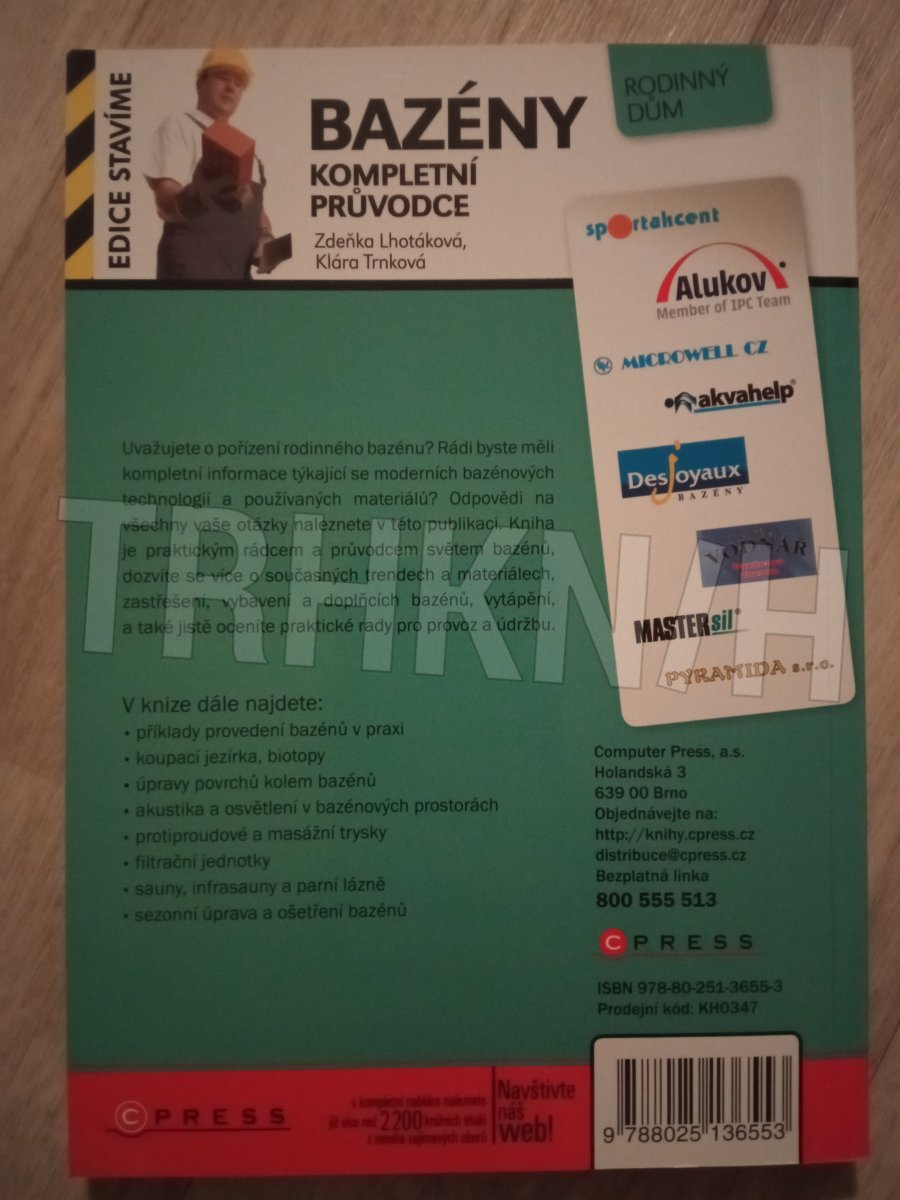 EDICE STAVÍME
BAZÉNY
KOMPLETNÍ
PRŮVODCE
Zdeňka Lhotáková,
Klára Trnková
RODINNÝ
DŮM
sportakcent
Alukov
Member of IPC Team
MICROWELL CZ
akvahelp®
Desjoyaux
BAZÉNY
VODNÁŘ
MASTERsil®
PYRAMIDA s.r.o.
Uvažujete o pořízení rodinného bazénu? Rádi byste měli
kompletní informace týkající se moderních bazénových
technologií a používaných materiálů? Odpovědi na
všechny vaše otázky naleznete v této publikaci. Kniha
je praktickým rádcem a průvodcem světem bazénů,
dozvíte se více o současných trendech a materiálech,
zastřešení, vybavení a doplňcích bazénů, vytápění,
a také jistě oceníte praktické rady pro provoz a údržbu.
TRHKNIH
V knize dále najdete:
• příklady provedení bazénů v praxi
• koupací jezírka, biotopy
• úpravy povrchů kolem bazénů
• akustika a osvětlení v bazénových prostorách
• protiproudové a masážní trysky
• filtrační jednotky
• sauny, infrasauny a parní lázně
• sezonní úprava a ošetření bazénů
Computer Press, a.s.
Holandská 3
639 00 Brno
Objednávejte na:
http://knihy.cpress.cz
distribuce@cpress.cz
Bezplatná linka
800 555 513
CPRESS
ISBN 978-80-251-3655-3
Prodejní kód: KH0347
CPRESS
v kompletní nabídce naleznete
již více než 2 200 knižních titulů
z mnoha zajímavých oborů
Navštivte
náš
web!
9 788025 136553